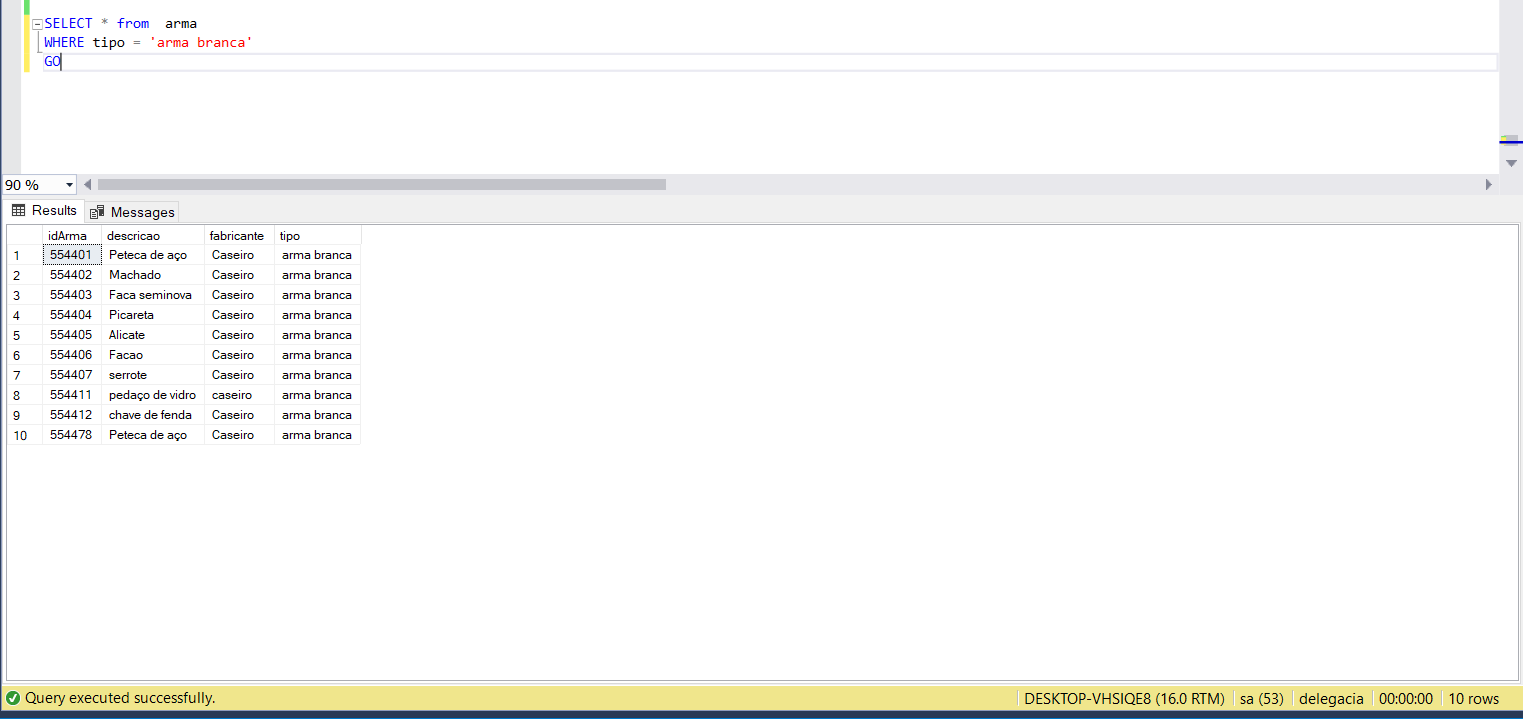 SELECT * from  arma
WHERE tipo = 'arma branca'
GO
90 %
Results Messages
idArma descricao fabricante tipo
1 554401 Peteca de aço Caseiro arma branca
2 554402 Machado Caseiro arma branca
3 554403 Faca seminova Caseiro arma branca
4 554404 Picareta Caseiro arma branca
5 554405 Alicate Caseiro arma branca
6 554406 Facao Caseiro arma branca
7 554407 serrote Caseiro arma branca
8 554411 pedaço de vidro caseiro arma branca
9 554412 chave de fenda Caseiro arma branca
10 554478 Peteca de aço Caseiro arma branca
Query executed successfully. DESKTOP-VHSIQE8 (16.0 RTM) sa (53) delegacia 00:00:00 10 rows